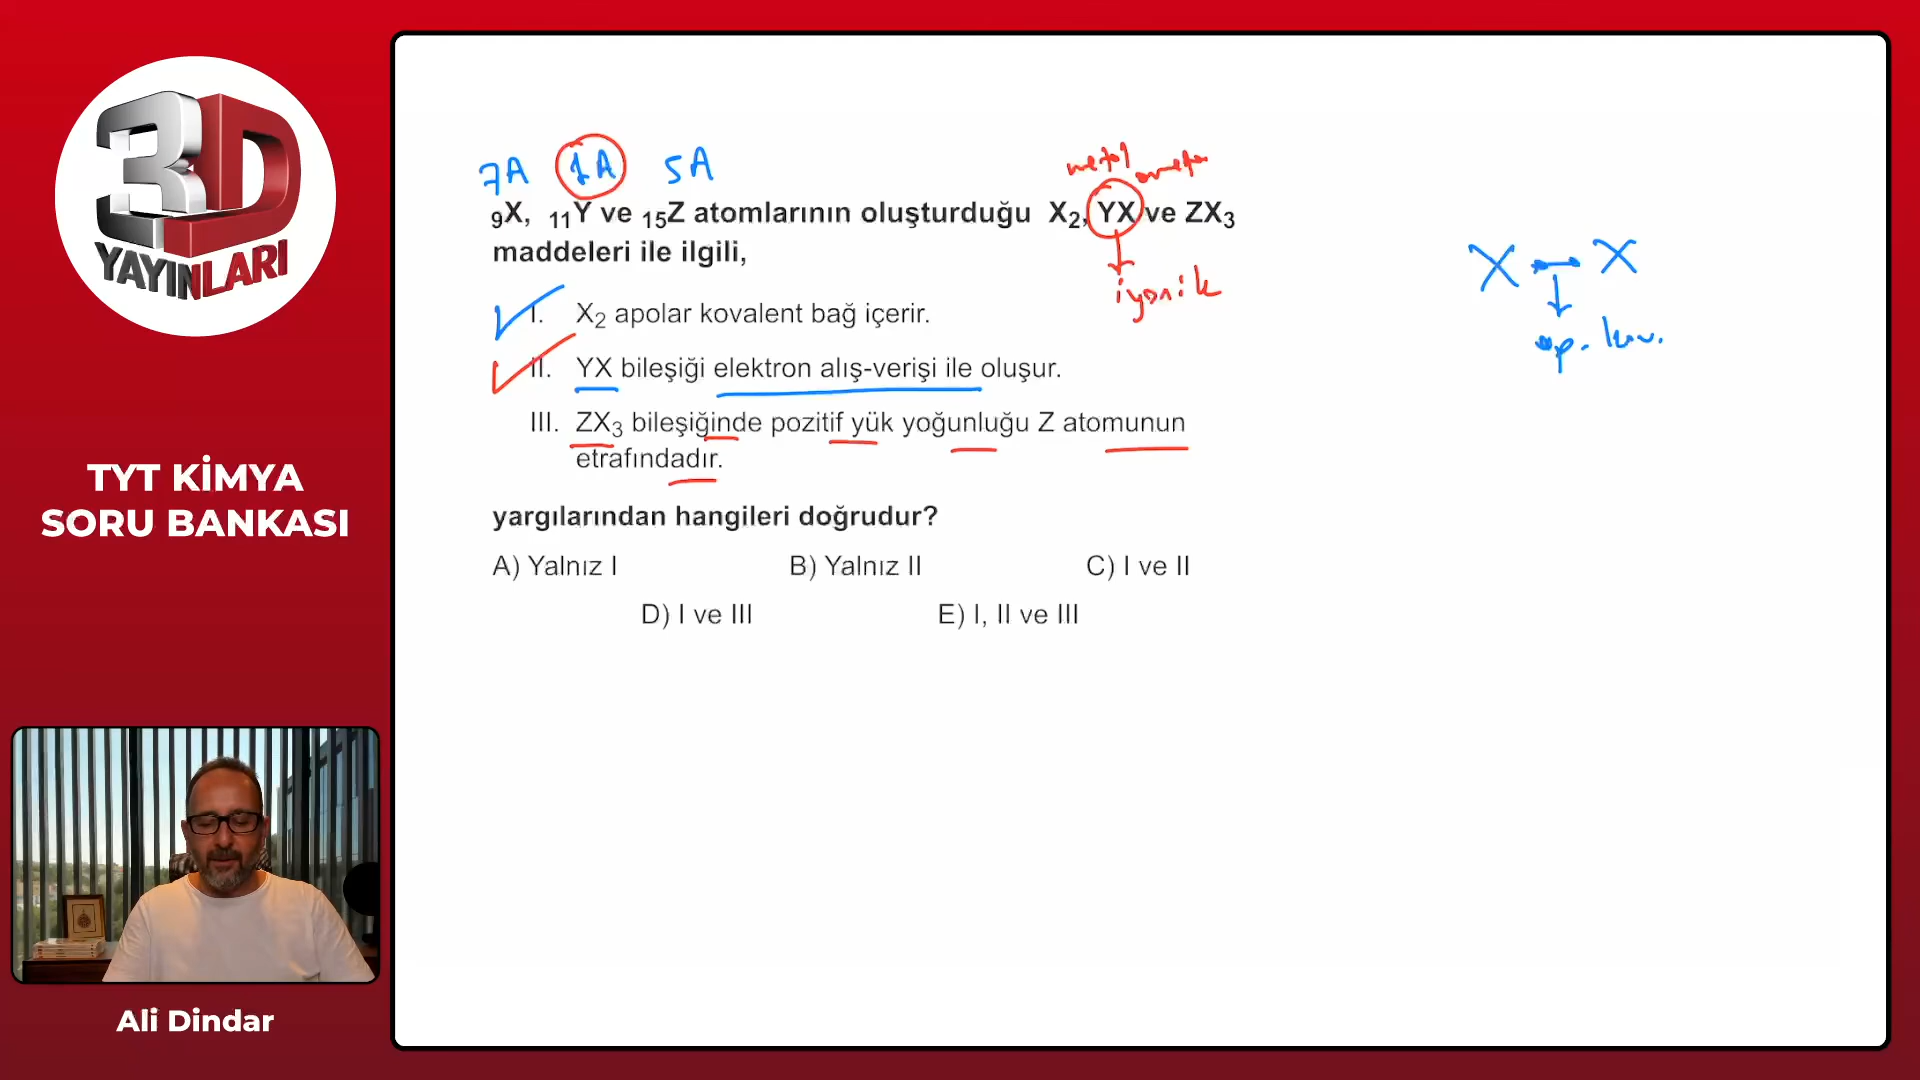 3D
YAYINLARI
TYT KİMYA
SORU BANKASI
Ali Dindar
7A 1A 5A
metal ametal
₉X, ₁₁Y ve ₁₅Z atomlarının oluşturduğu X₂, YX ve ZX₃
maddeleri ile ilgili,
iyonik
I. X₂ apolar kovalent bağ içerir.
II. YX bileşiği elektron alış-verişi ile oluşur.
III. ZX₃ bileşiğinde pozitif yük yoğunluğu Z atomunun
etrafındadır.
yargılarından hangileri doğrudur?
A) Yalnız I B) Yalnız II C) I ve II
D) I ve III E) I, II ve III
X X
ap. kov.